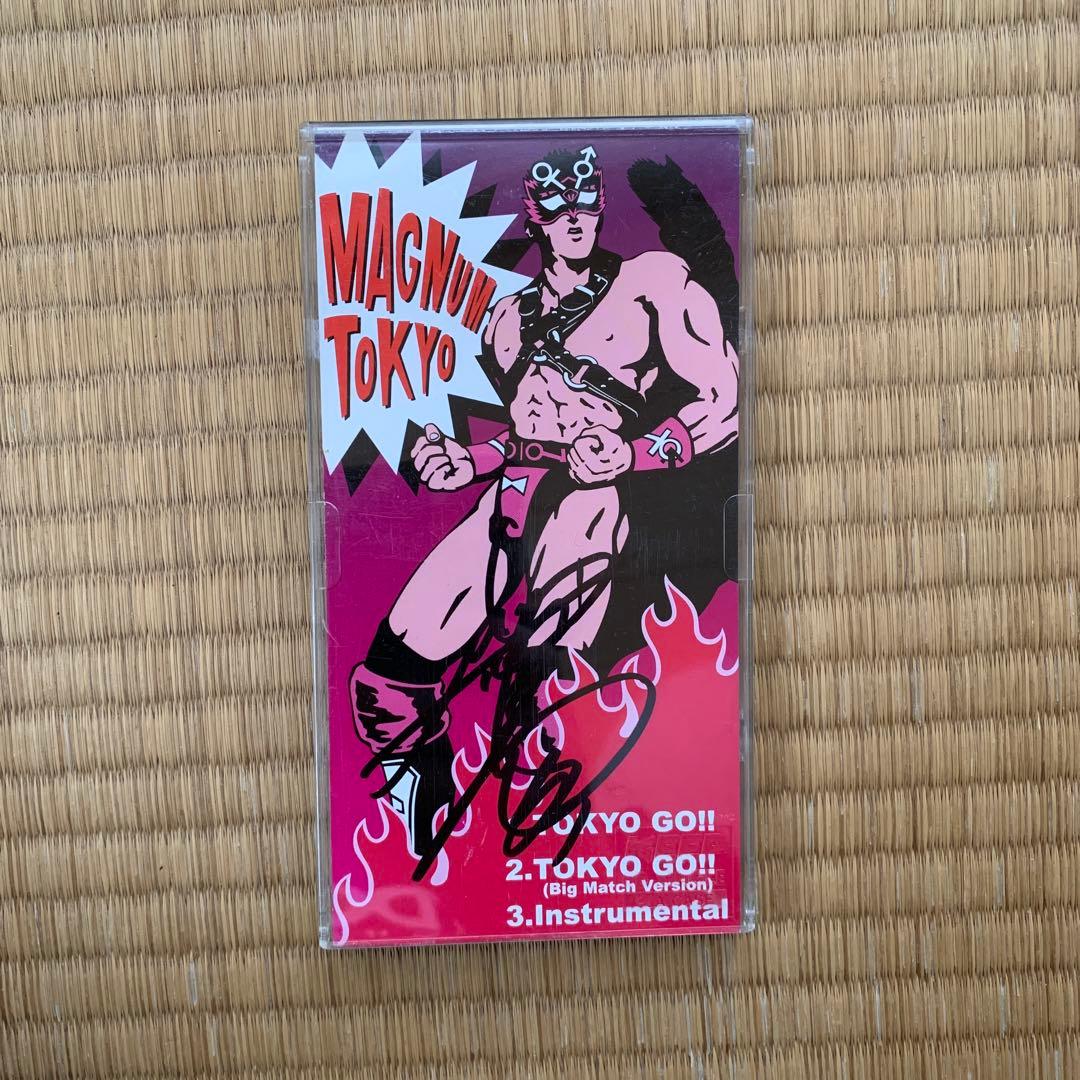 MAGNUM
TOKYO
TOKYO GO!!
2.TOKYO GO!!
(Big Match Version)
3.Instrumental